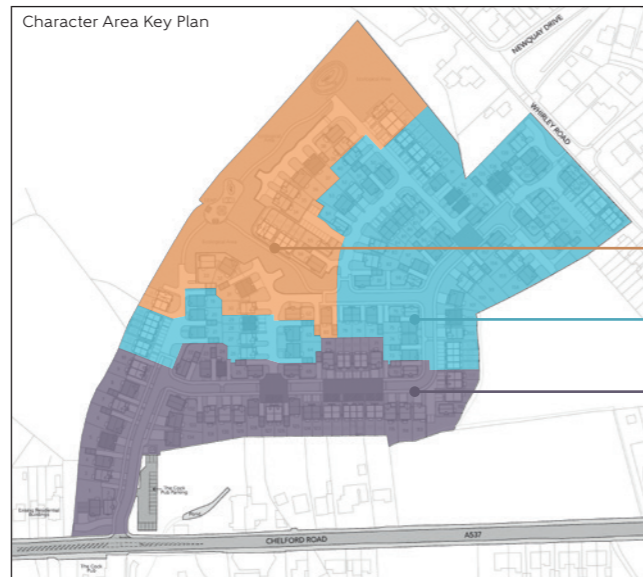 Character Area Key Plan
NEWQUAY DRIVE
WHIRLEY ROAD
The Cock
Pub Parking
Pond
Existing Residential
Buildings
CHELFORD ROAD
A537
The Cock
Pub